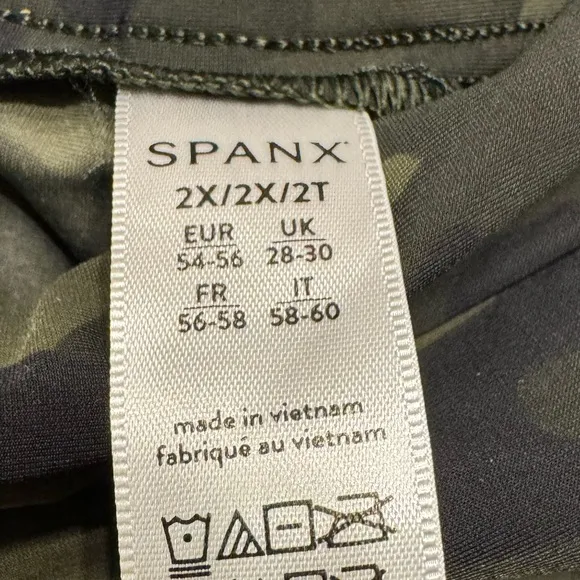 SPANX
2X/2X/2T
EUR UK
54-56 28-30
FR IT
56-58 58-60
made in vietnam
fabriqué au vietnam